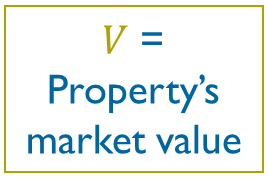 V =
Property’s
market value